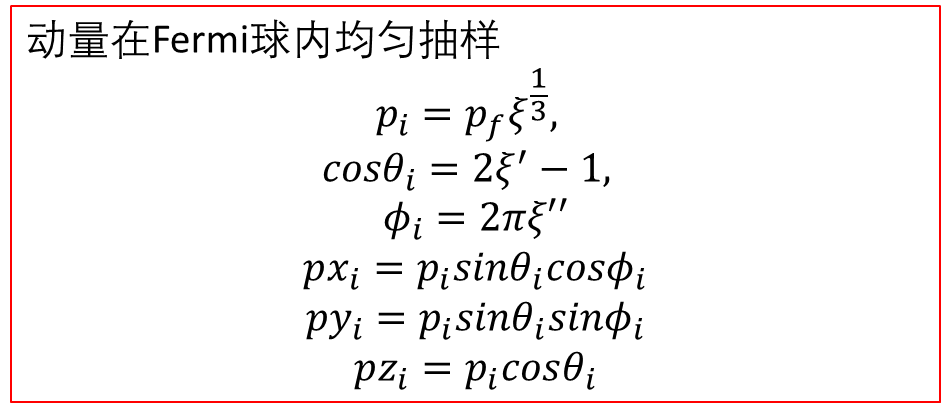 动量在Fermi球内均匀抽样
p_i = p_f ξ^{1/3},
cosθ_i = 2ξ′ − 1,
ϕ_i = 2πξ′′
px_i = p_i sinθ_i cosϕ_i
py_i = p_i sinθ_i sinϕ_i
pz_i = p_i cosθ_i